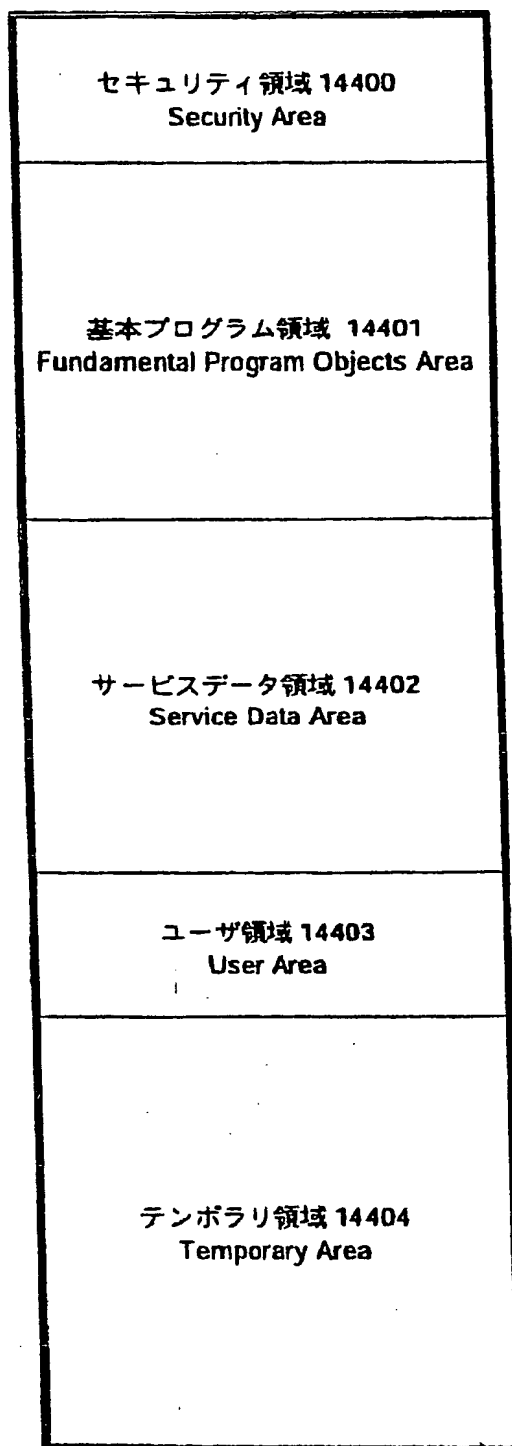 セキュリティ領域 14400
Security Area
基本プログラム領域 14401
Fundamental Program Objects Area
サービスデータ領域 14402
Service Data Area
ユーザ領域 14403
User Area
テンポラリ領域 14404
Temporary Area